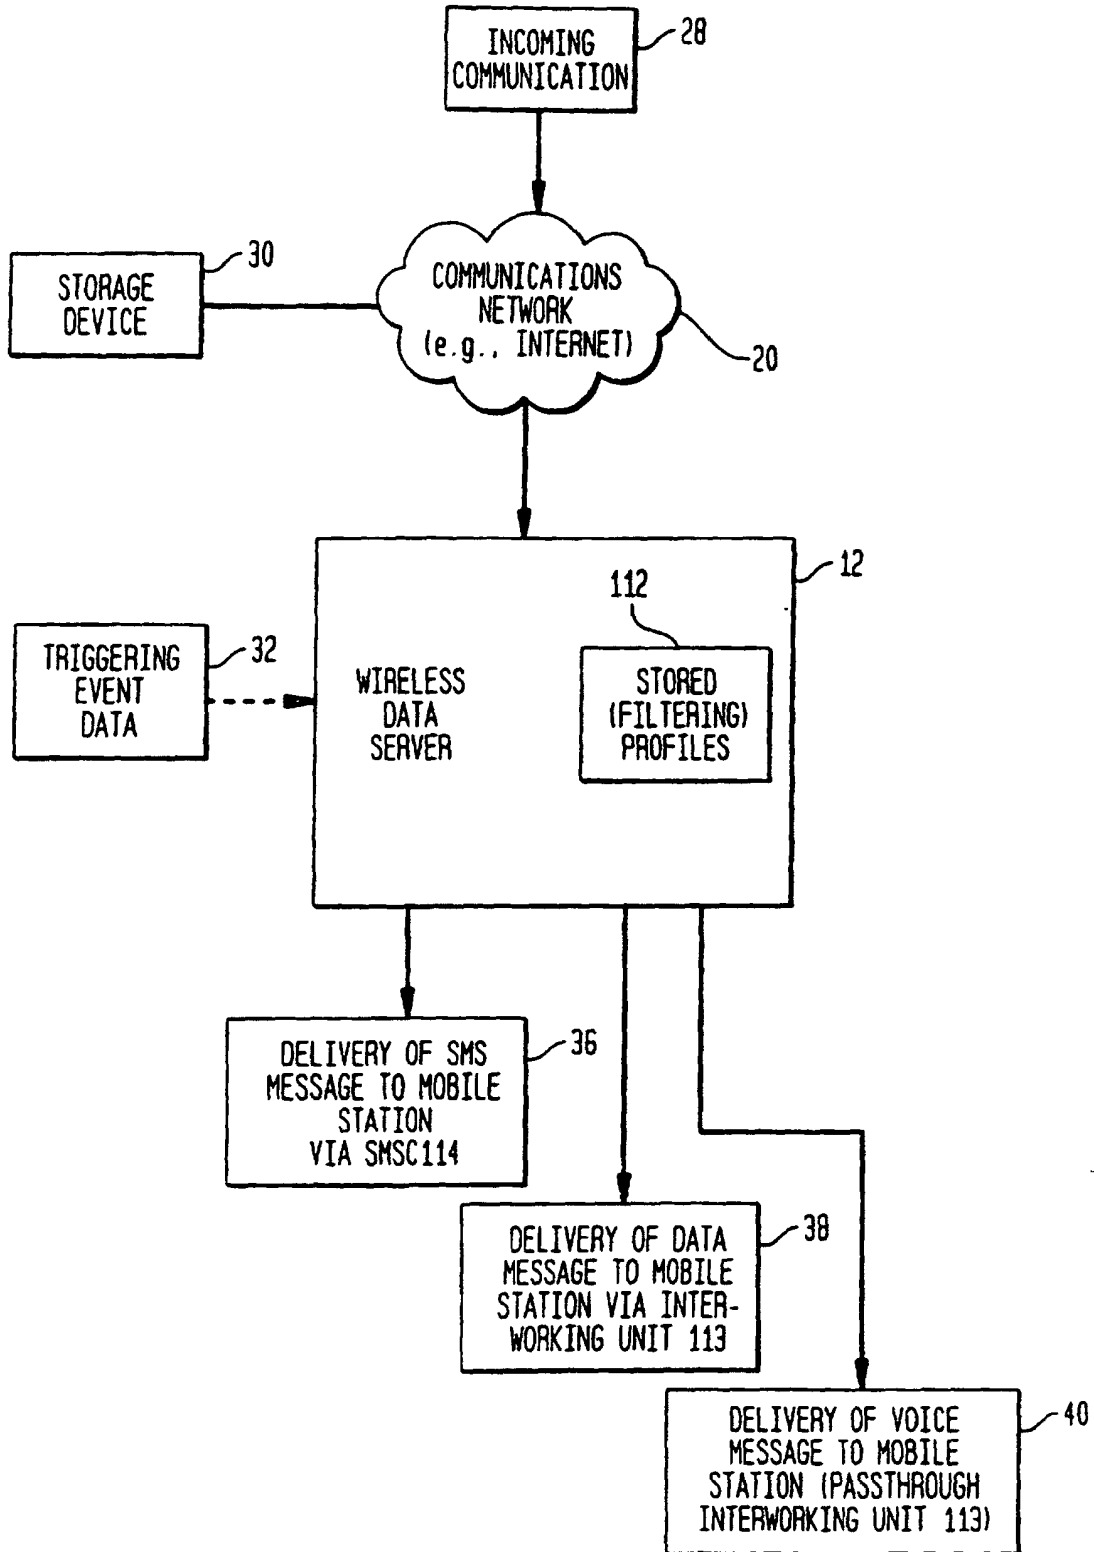 INCOMING
COMMUNICATION
28
STORAGE
DEVICE
30
COMMUNICATIONS
NETWORK
(e.g., INTERNET)
20
12
112
TRIGGERING
EVENT
DATA
32
WIRELESS
DATA
SERVER
STORED
(FILTERING)
PROFILES
DELIVERY OF SMS
MESSAGE TO MOBILE
STATION
VIA SMSC114
36
DELIVERY OF DATA
MESSAGE TO MOBILE
STATION VIA INTER-
WORKING UNIT 113
38
DELIVERY OF VOICE
MESSAGE TO MOBILE
STATION (PASSTHROUGH
INTERWORKING UNIT 113)
40